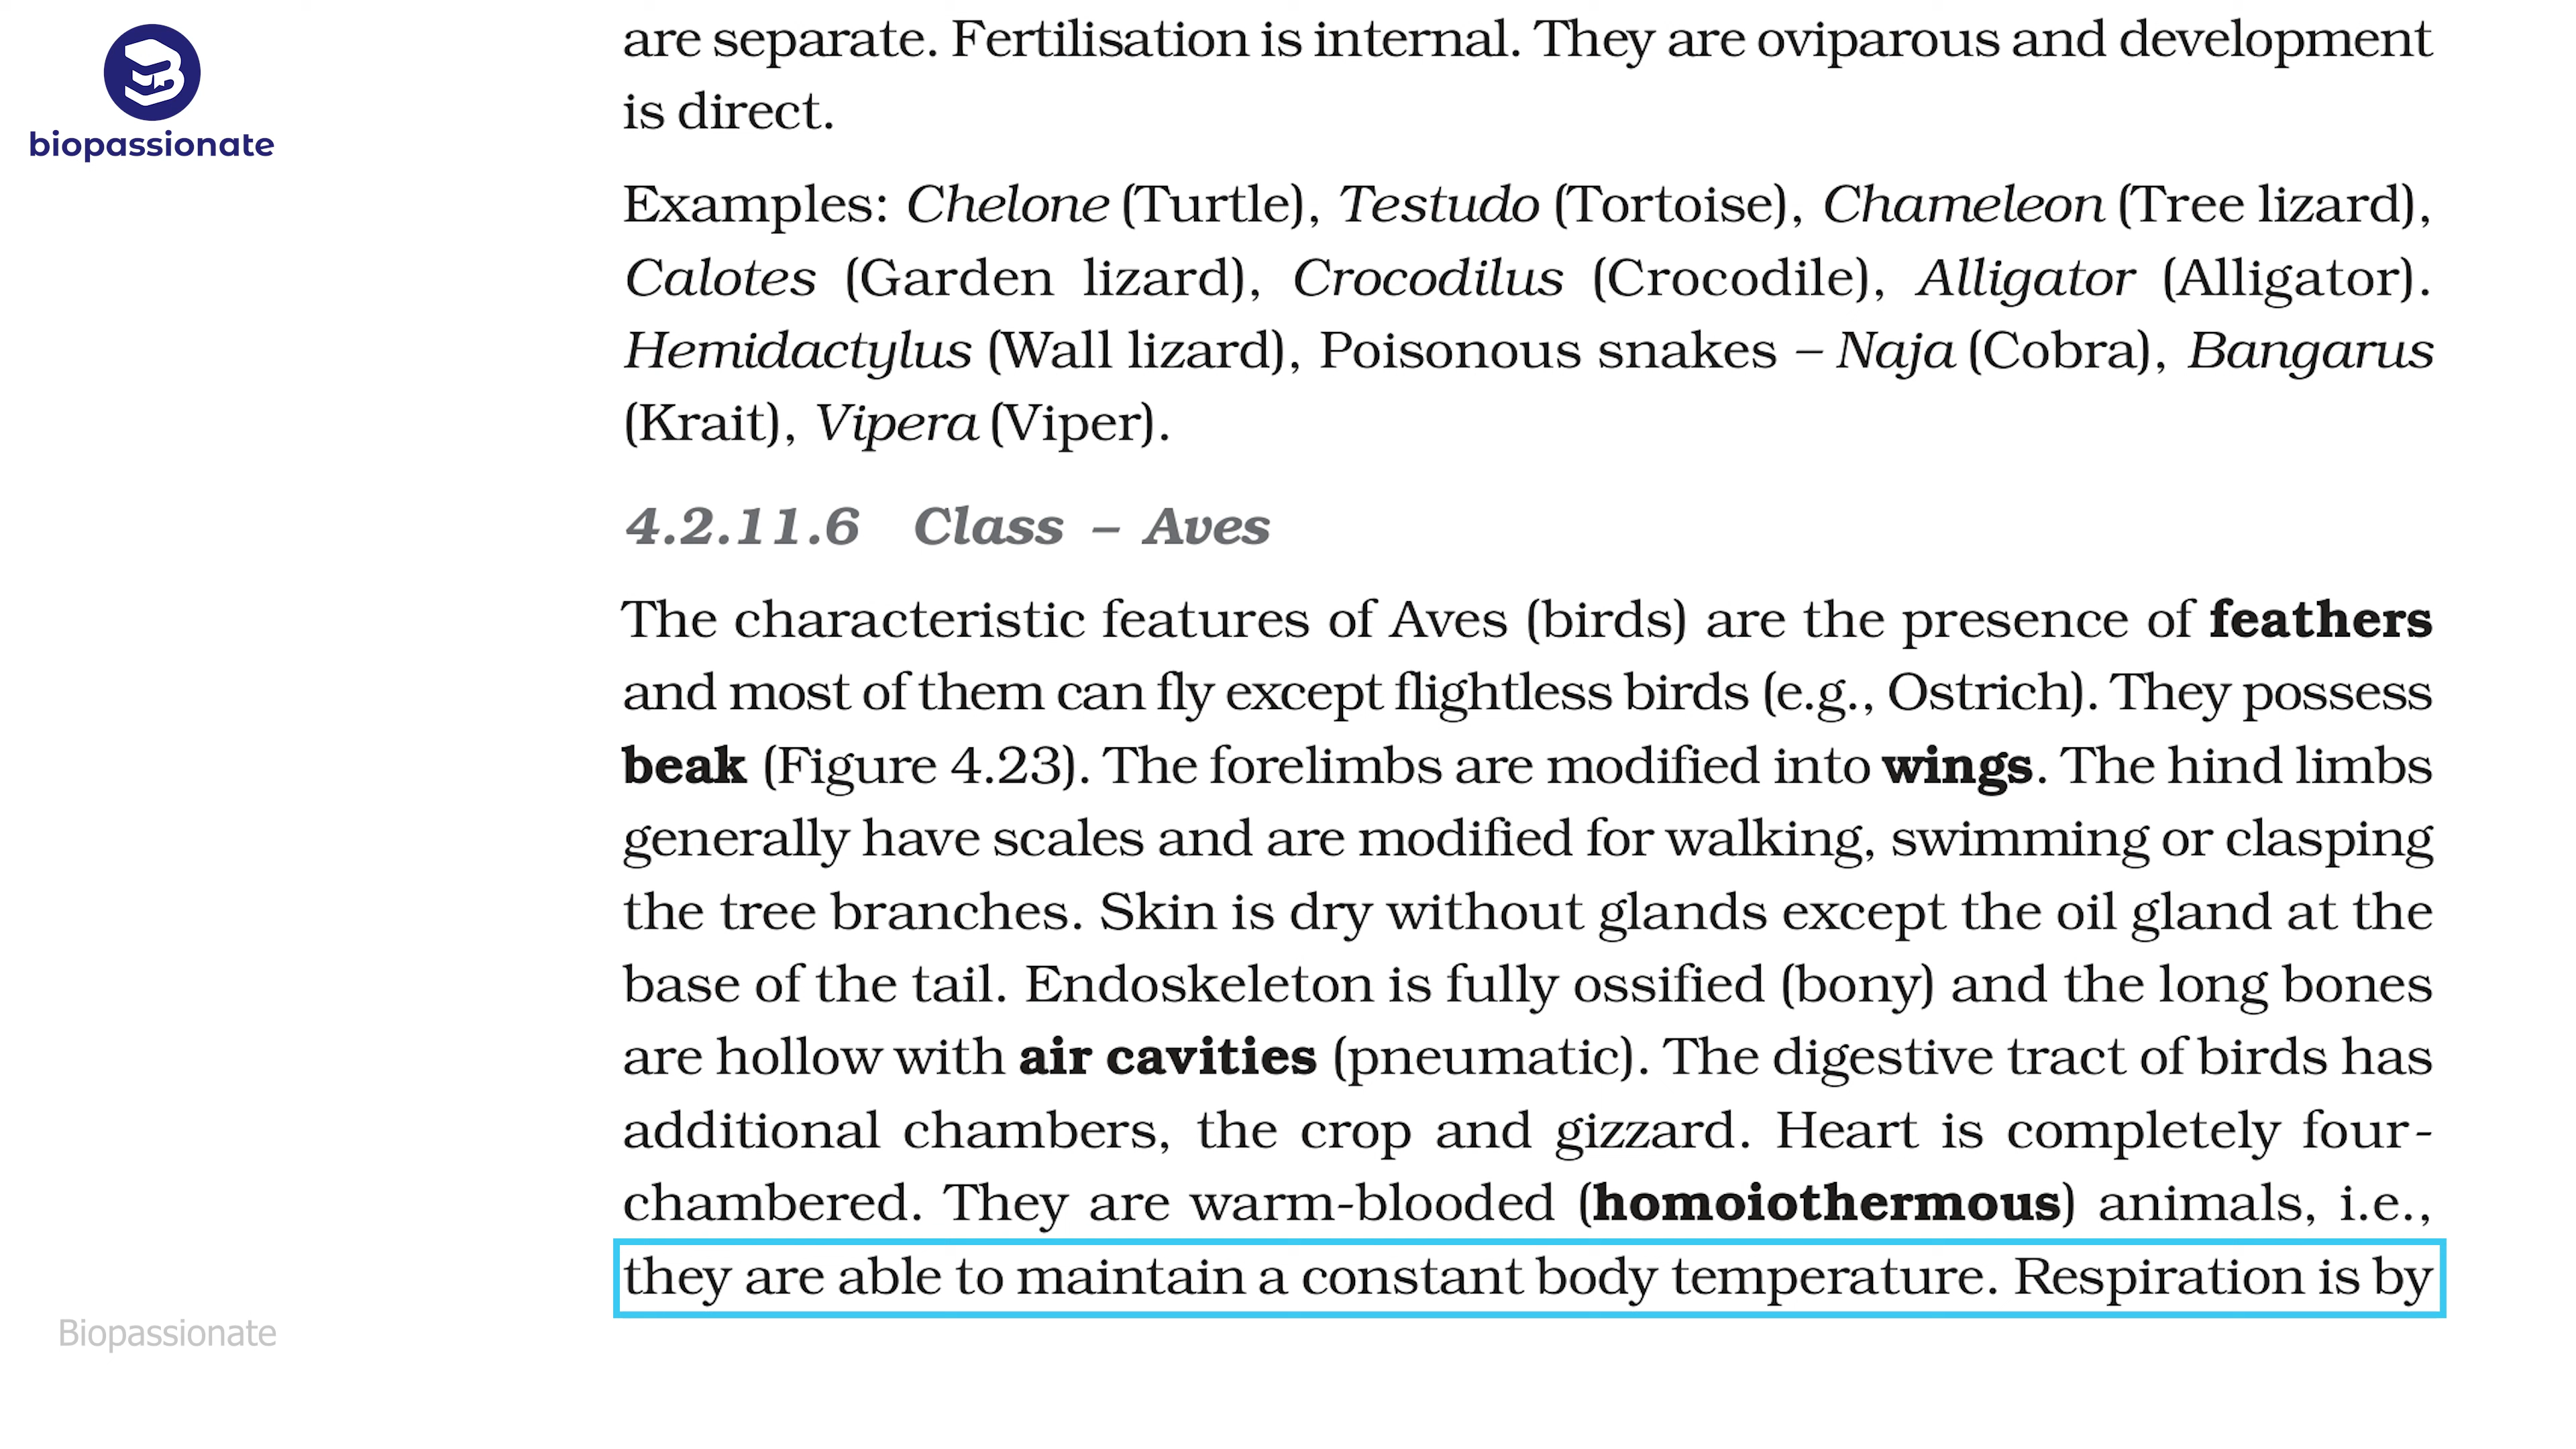 biopassionate
are separate. Fertilisation is internal. They are oviparous and development
is direct.
Examples: Chelone (Turtle), Testudo (Tortoise), Chameleon (Tree lizard),
Calotes (Garden lizard), Crocodilus (Crocodile), Alligator (Alligator).
Hemidactylus (Wall lizard), Poisonous snakes – Naja (Cobra), Bangarus
(Krait), Vipera (Viper).
4.2.11.6 Class – Aves
The characteristic features of Aves (birds) are the presence of feathers
and most of them can fly except flightless birds (e.g., Ostrich). They possess
beak (Figure 4.23). The forelimbs are modified into wings. The hind limbs
generally have scales and are modified for walking, swimming or clasping
the tree branches. Skin is dry without glands except the oil gland at the
base of the tail. Endoskeleton is fully ossified (bony) and the long bones
are hollow with air cavities (pneumatic). The digestive tract of birds has
additional chambers, the crop and gizzard. Heart is completely four-
chambered. They are warm-blooded (homoiothermous) animals, i.e.,
they are able to maintain a constant body temperature. Respiration is by
Biopassionate